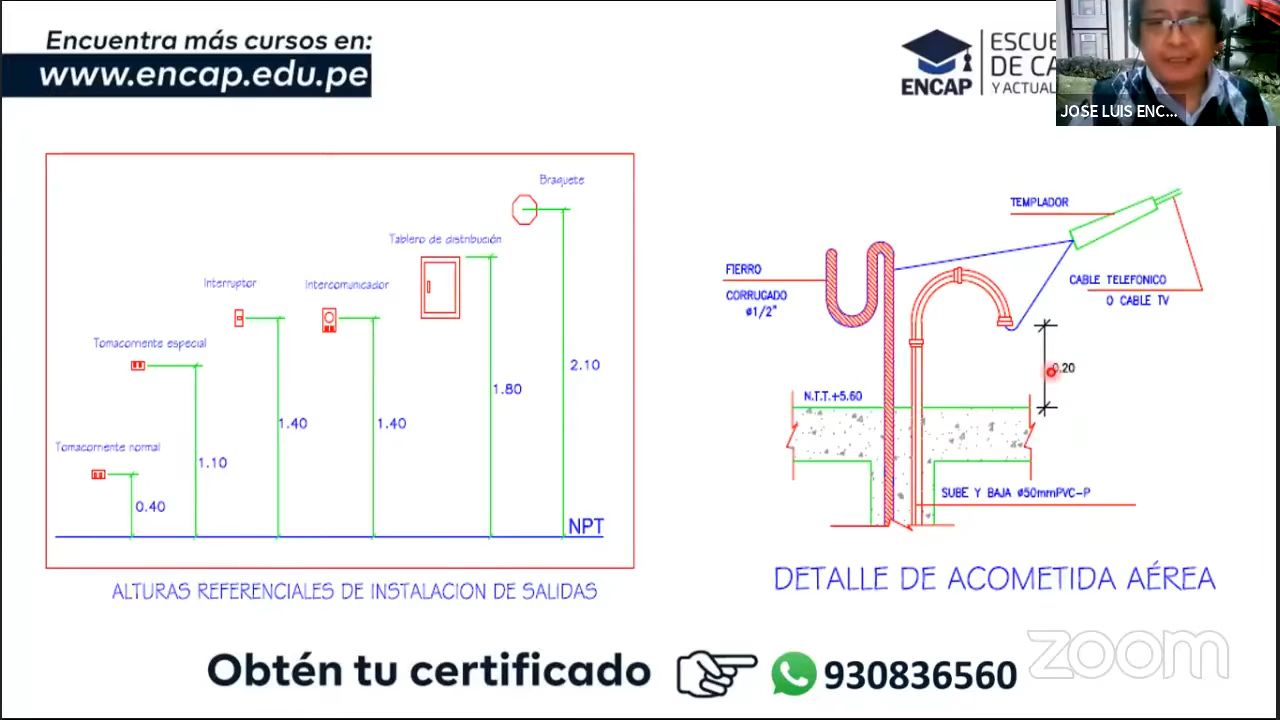 Encuentra más cursos en:
www.encap.edu.pe
ENCAP
ESCUE
DE CA
Y ACTUAL
JOSE LUIS ENC...
Braquete
Tablero de distribución
Interruptor
Intercomunicador
Tomacorriente especial
Tomacorriente normal
0.40
1.10
1.40
1.40
1.80
2.10
NPT
ALTURAS REFERENCIALES DE INSTALACION DE SALIDAS
TEMPLADOR
FIERRO
CORRUGADO
ø1/2"
CABLE TELEFONICO
O CABLE TV
0.20
N.T.T.+5.60
SUBE Y BAJA ø50mmPVC-P
DETALLE DE ACOMETIDA AÉREA
zoom
Obtén tu certificado
930836560